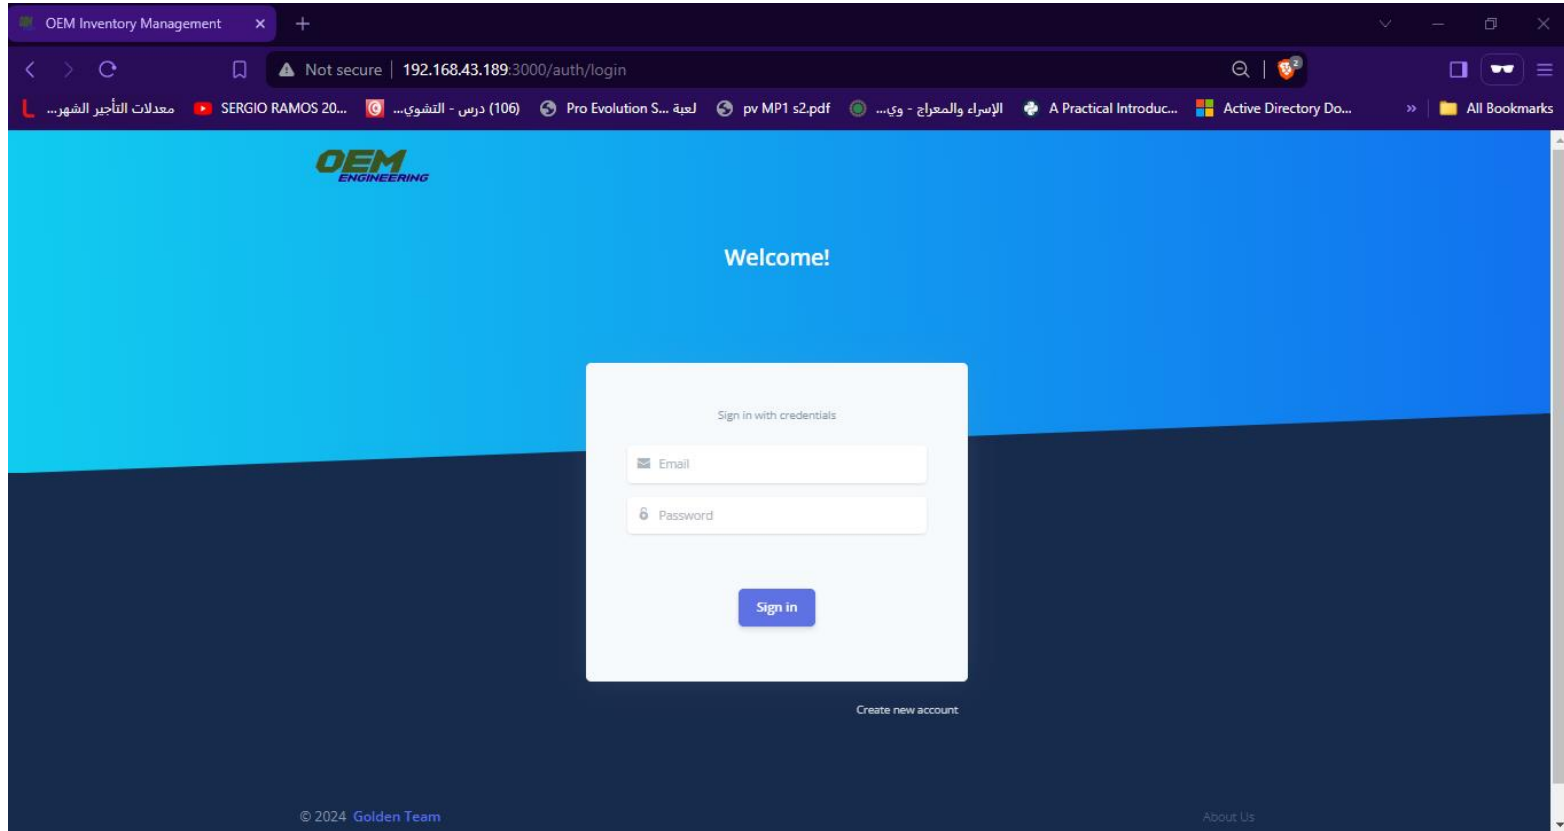 OEM Inventory Management
Not secure 192.168.43.189:3000/auth/login
2
معدلات التأجير الشهر... SERGIO RAMOS 20... (106) درس - التشوي... Pro Evolution S... لعبة pv MP1 s2.pdf الإسراء والمعراج - وي... A Practical Introduc... Active Directory Do... » All Bookmarks
OEM
ENGINEERING
Welcome!
Sign in with credentials
Email
Password
Sign in
Create new account
© 2024 Golden Team About Us